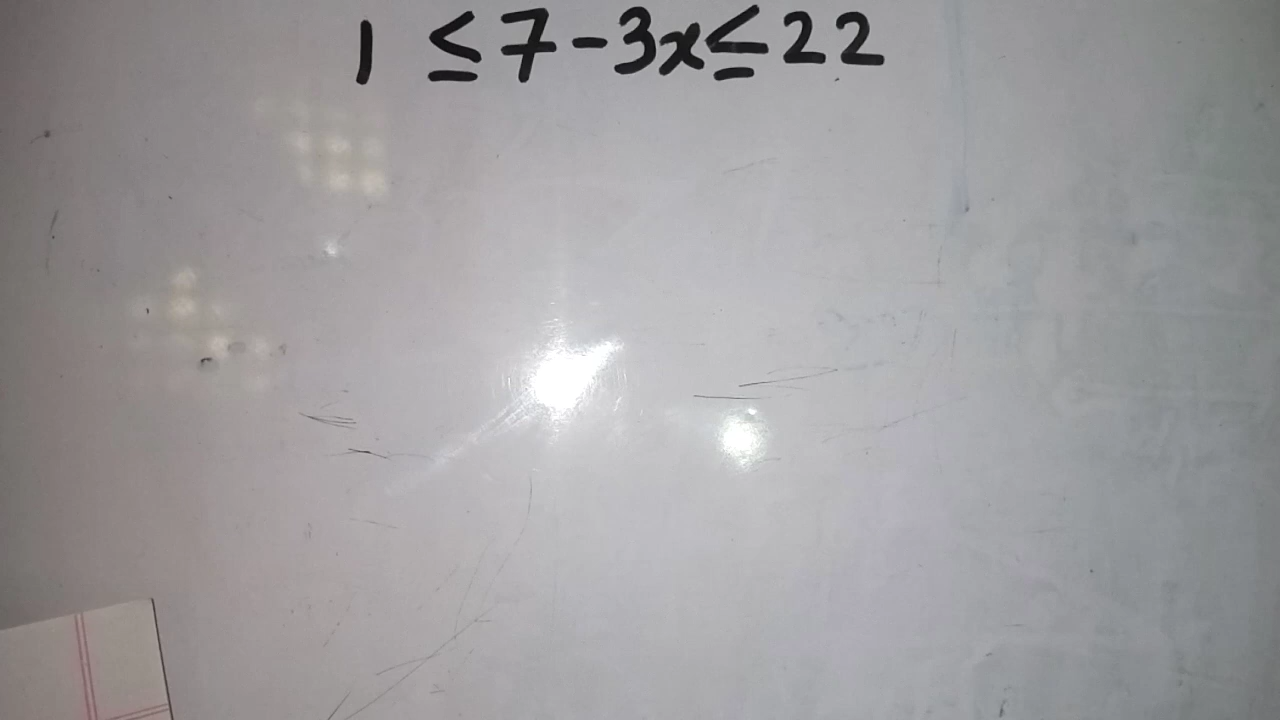 1 ≤ 7 - 3x ≤ 22